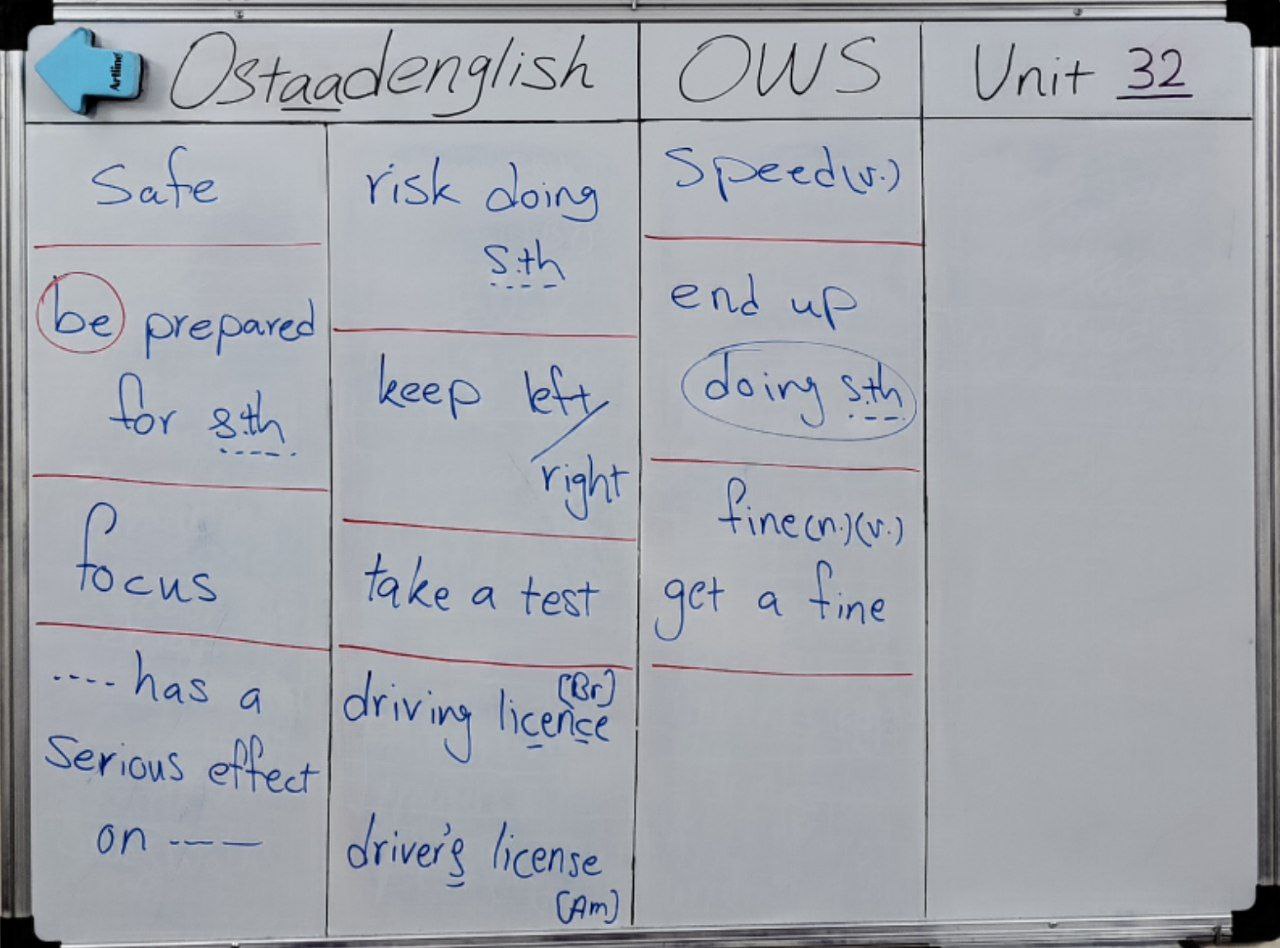 Artline
Ostaadenglish
OWS
Unit 32
Safe
be prepared
for s.th
focus
.... has a
serious effect
on ----
risk doing
s.th
keep left/
right
take a test
driving licence [Br]
driver's license
[Am]
Speed (v.)
end up
doing s.th
fine (n.) (v.)
get a fine